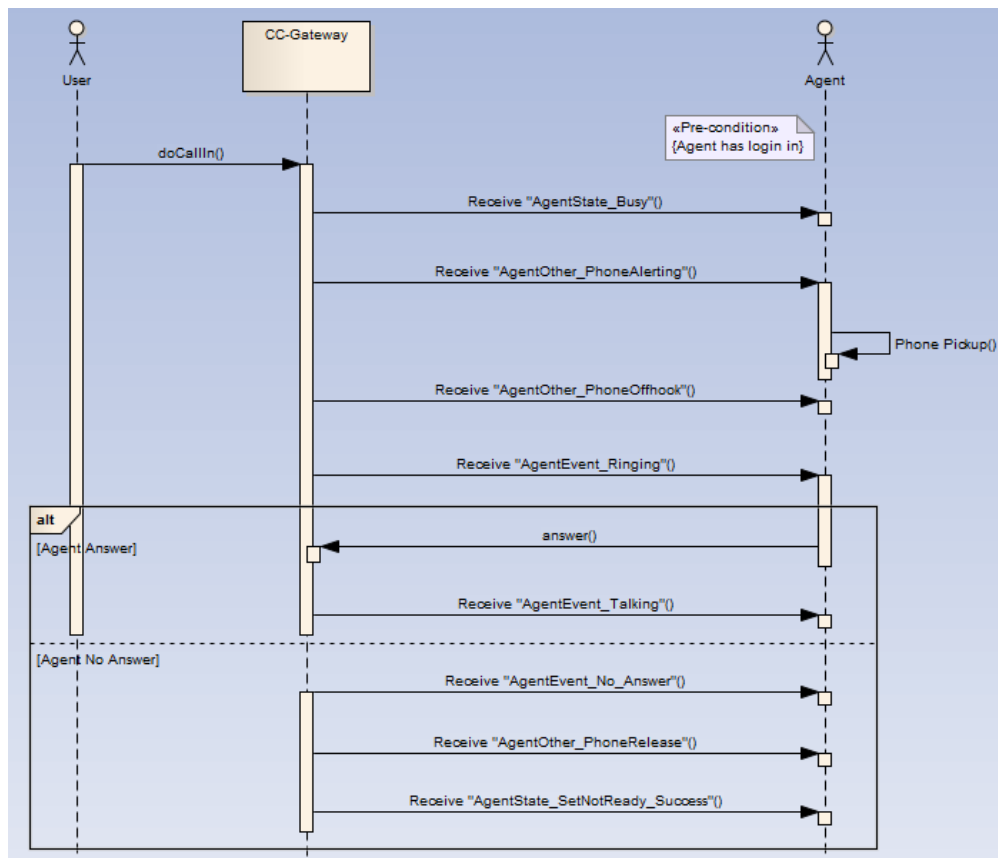 CC-Gateway
User
Agent
«Pre-condition»
{Agent has login in}
doCallIn()
Receive "AgentState_Busy"()
Receive "AgentOther_PhoneAlerting"()
Phone Pickup()
Receive "AgentOther_PhoneOffhook"()
Receive "AgentEvent_Ringing"()
alt
[Agent Answer]
answer()
Receive "AgentEvent_Talking"()
[Agent No Answer]
Receive "AgentEvent_No_Answer"()
Receive "AgentOther_PhoneRelease"()
Receive "AgentState_SetNotReady_Success"()